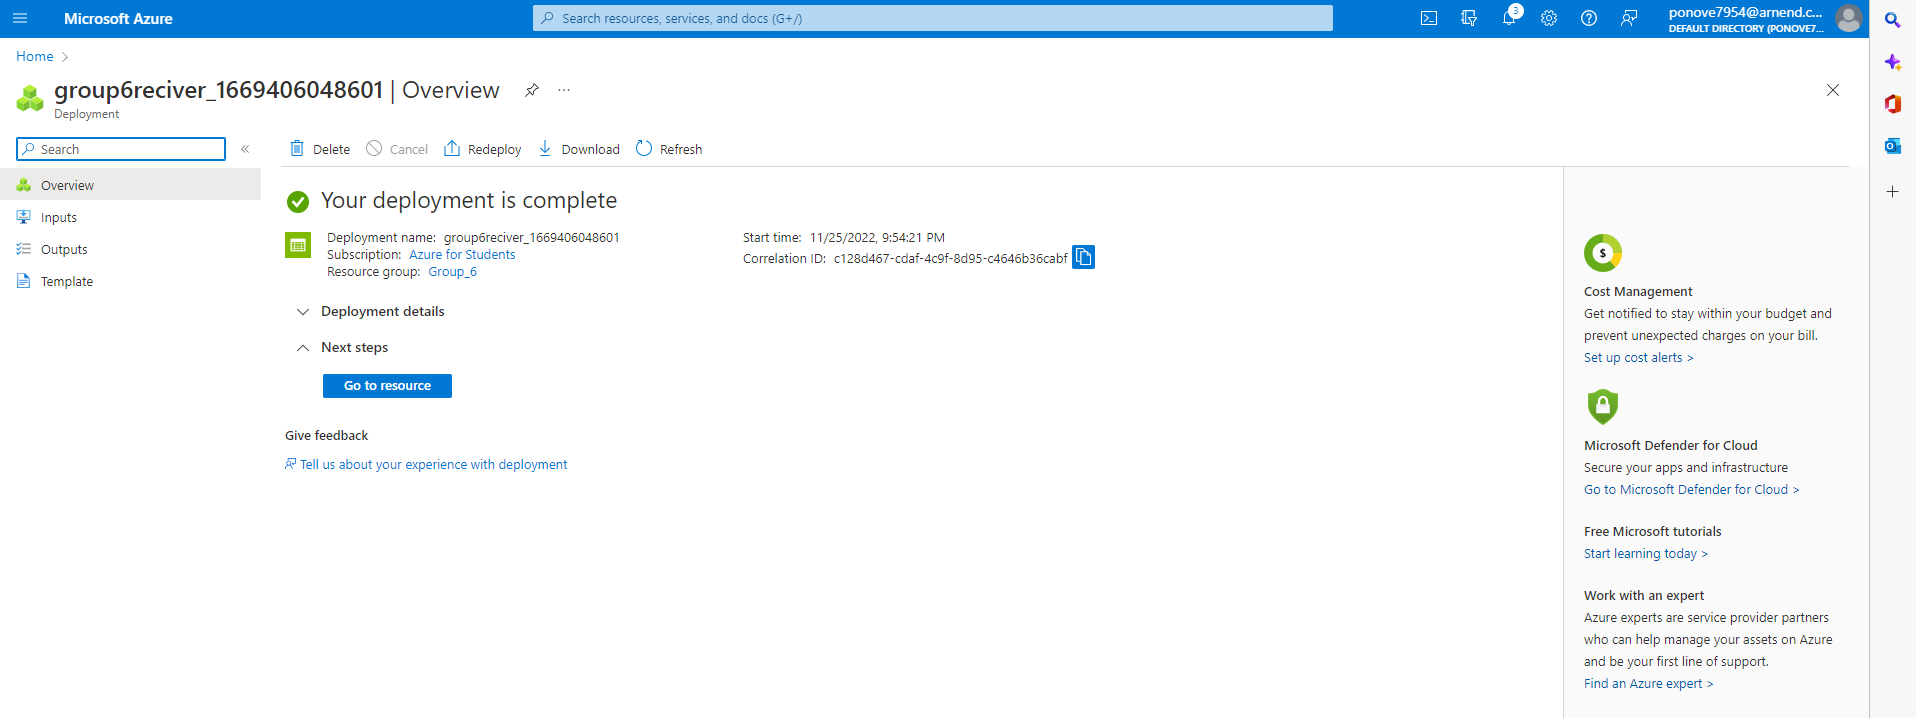 Microsoft Azure
Search resources, services, and docs (G+/)
3
ponove7954@arnend.c...
DEFAULT DIRECTORY (PONOVE7...
Home
group6reciver_1669406048601 | Overview
Deployment
Search
Overview
Inputs
Outputs
Template
Delete Cancel Redeploy Download Refresh
Your deployment is complete
Deployment name: group6reciver_1669406048601
Subscription: Azure for Students
Resource group: Group_6
Start time: 11/25/2022, 9:54:21 PM
Correlation ID: c128d467-cdaf-4c9f-8d95-c4646b36cabf
Deployment details
Next steps
Go to resource
Give feedback
Tell us about your experience with deployment
$
Cost Management
Get notified to stay within your budget and
prevent unexpected charges on your bill.
Set up cost alerts >
Microsoft Defender for Cloud
Secure your apps and infrastructure
Go to Microsoft Defender for Cloud >
Free Microsoft tutorials
Start learning today >
Work with an expert
Azure experts are service provider partners
who can help manage your assets on Azure
and be your first line of support.
Find an Azure expert >